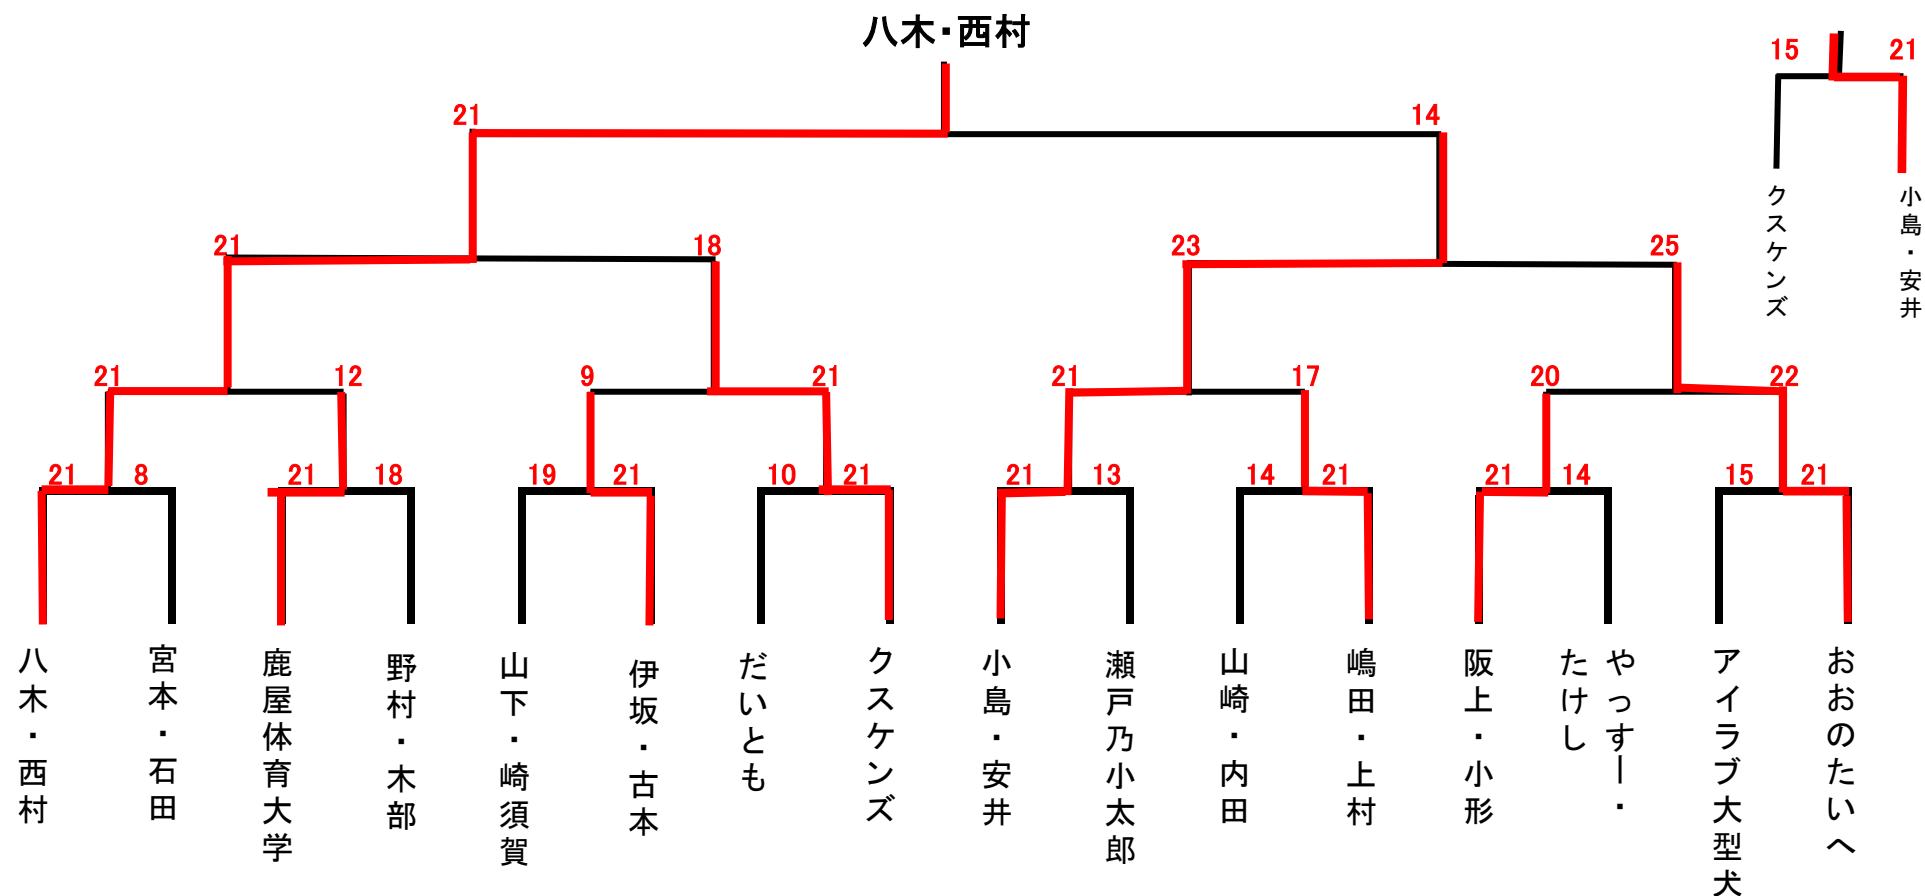 八木・西村
15
21
クスケンズ
小島・安井
21
14
21
18
23
25
21
12
9
21
21
17
20
22
21
8
21
18
19
21
10
21
21
13
14
21
21
14
15
21
八木・西村
宮本・石田
鹿屋体育大学
野村・木部
山下・崎須賀
伊坂・古本
だいとも
クスケンズ
小島・安井
瀬戸乃小太郎
山崎・内田
嶋田・上村
阪上・小形
やっすー・
たけし
アイラブ大型犬
おおのたいへ